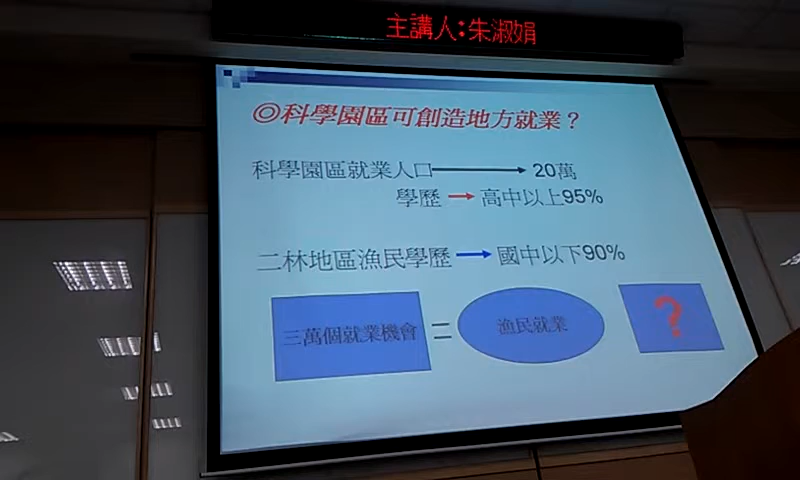 主講人:朱淑娟
◎科學園區可創造地方就業？
科學園區就業人口 20萬
學歷 高中以上95%
二林地區漁民學歷 國中以下90%
三萬個就業機會 = 漁民就業 ?